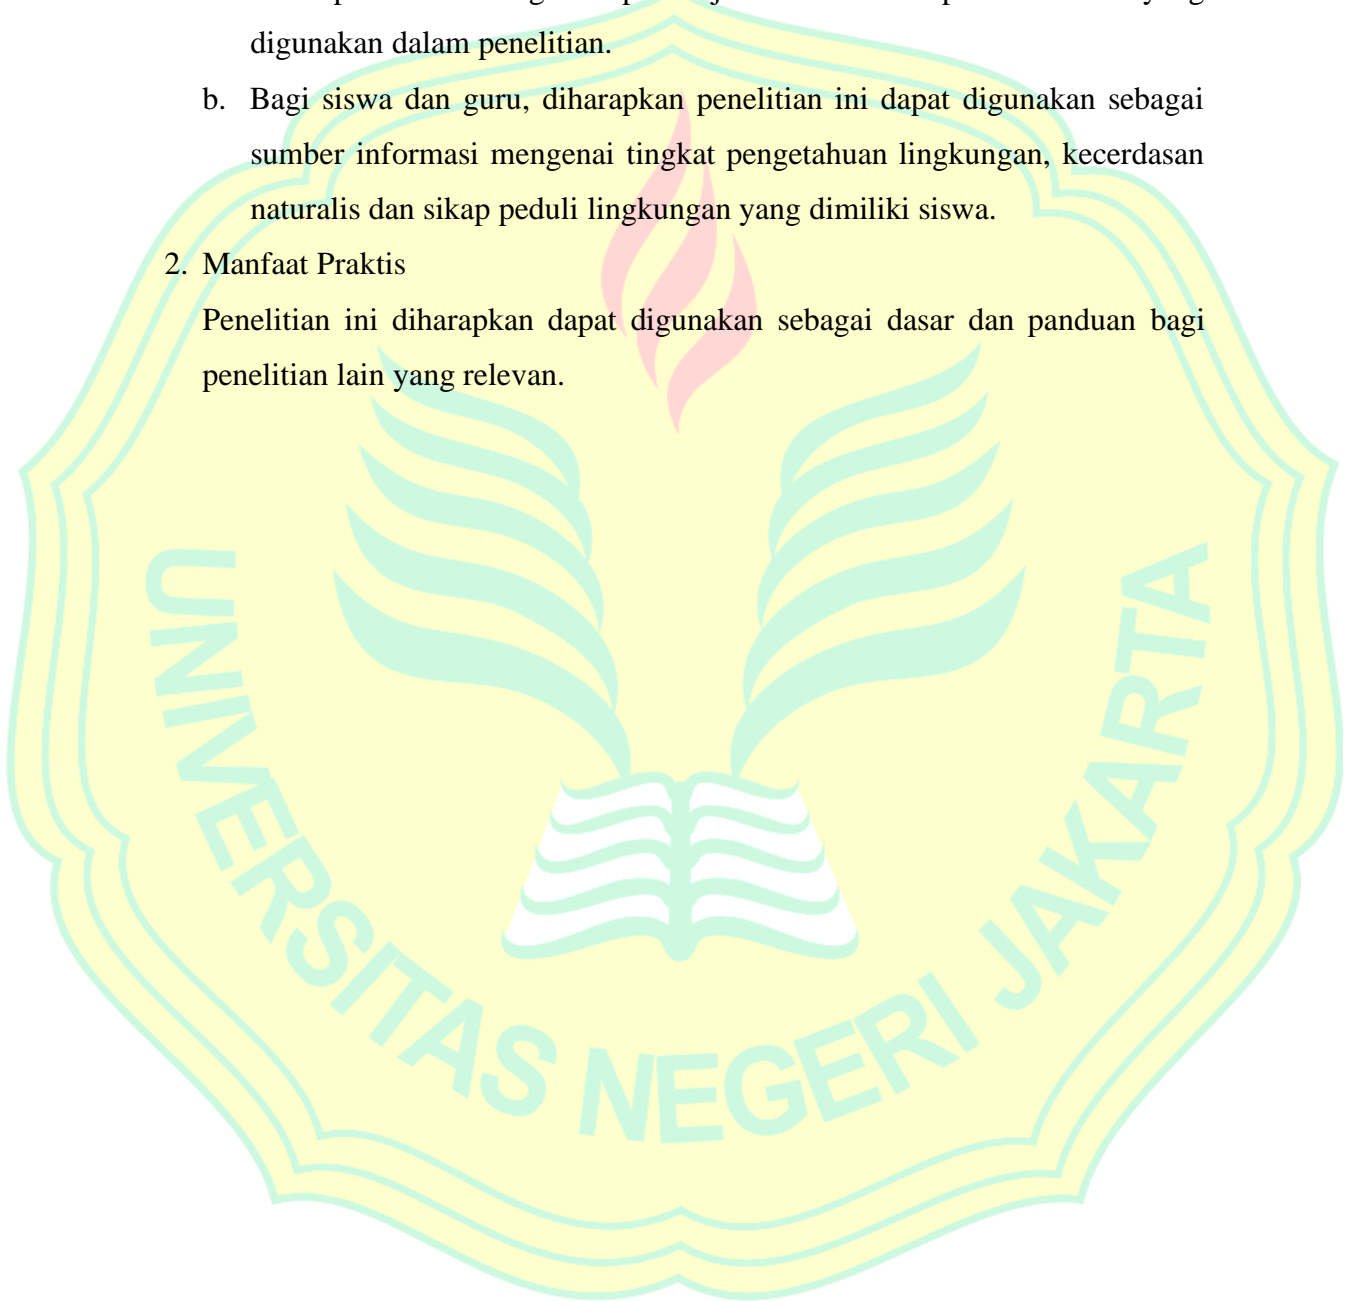 digunakan dalam penelitian.
b. Bagi siswa dan guru, diharapkan penelitian ini dapat digunakan sebagai
sumber informasi mengenai tingkat pengetahuan lingkungan, kecerdasan
naturalis dan sikap peduli lingkungan yang dimiliki siswa.
2. Manfaat Praktis
Penelitian ini diharapkan dapat digunakan sebagai dasar dan panduan bagi
penelitian lain yang relevan.
UNIVERSITAS NEGERI JAKARTA